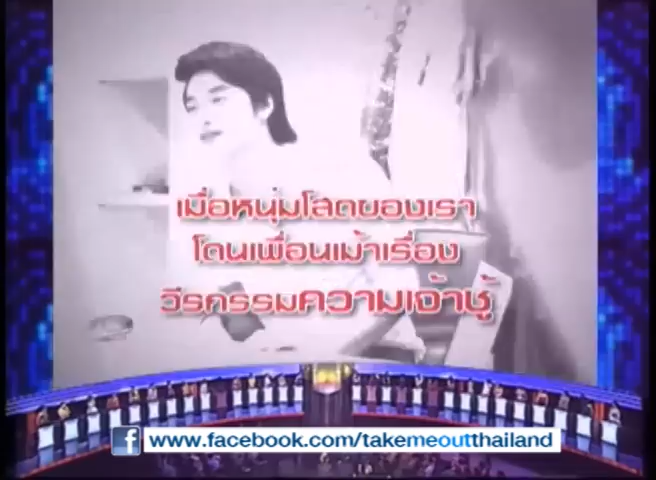 เมื่อหนุ่มโสดของเรา
โดนเพื่อนเม้าเรื่อง
วีรกรรมความเจ้าชู้
f www.facebook.com/takemeoutthailand